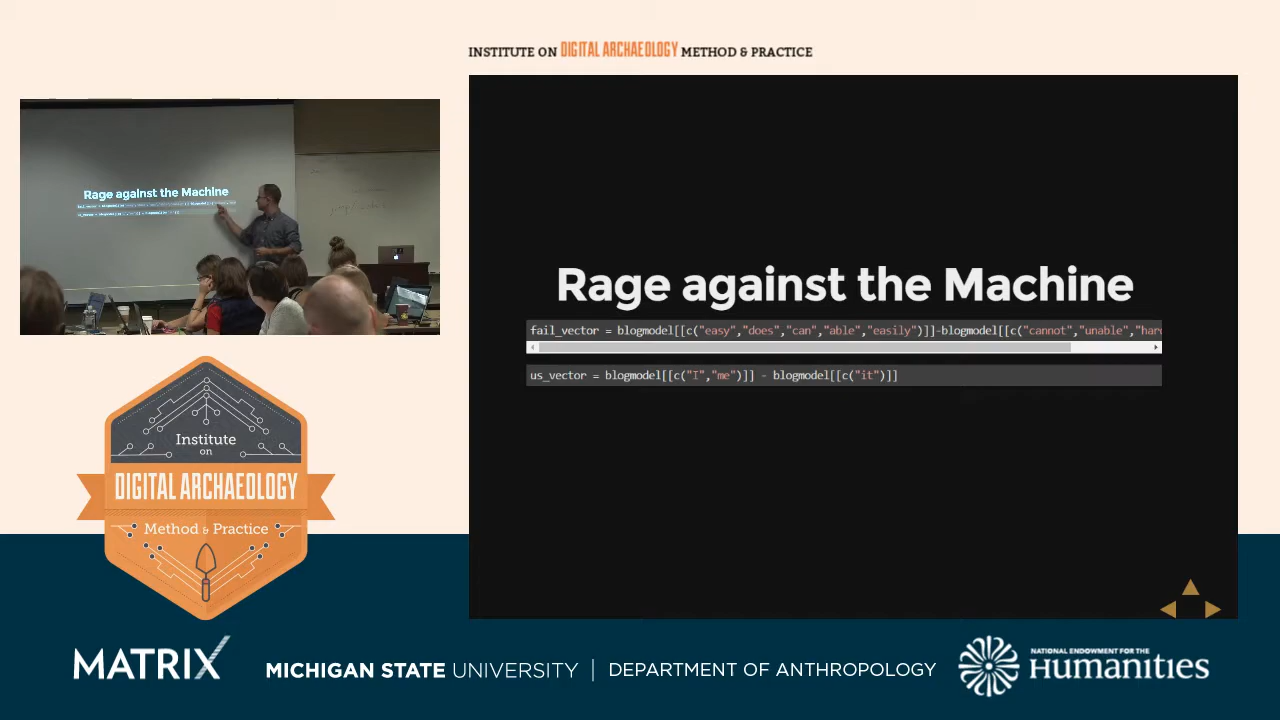 INSTITUTE ON DIGITAL ARCHAEOLOGY METHOD & PRACTICE
Rage against the Machine
Rage against the Machine
fail_vector = blogmodel[[c("easy","does","can","able","easily")]]-blogmodel[[c("cannot","unable","hard
us_vector = blogmodel[[c("I","me")]] - blogmodel[[c("it")]]
Institute
on
DIGITAL ARCHAEOLOGY
Method & Practice
MATRIX
MICHIGAN STATE UNIVERSITY | DEPARTMENT OF ANTHROPOLOGY
NATIONAL ENDOWMENT FOR THE
Humanities